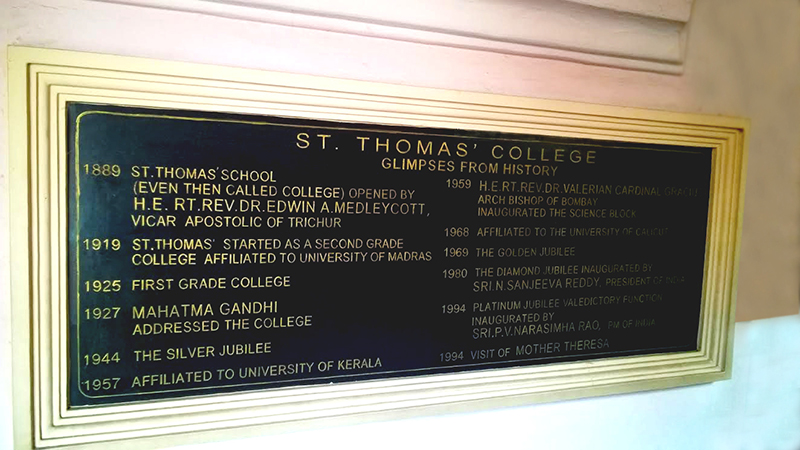 ST. THOMAS' COLLEGE
GLIMPSES FROM HISTORY
1889 ST.THOMAS' SCHOOL
(EVEN THEN CALLED COLLEGE) OPENED BY
H.E. RT.REV.DR.EDWIN A.MEDLEYCOTT,
VICAR APOSTOLIC OF TRICHUR
1919 ST.THOMAS' STARTED AS A SECOND GRADE
COLLEGE AFFILIATED TO UNIVERSITY OF MADRAS
1925 FIRST GRADE COLLEGE
1927 MAHATMA GANDHI
ADDRESSED THE COLLEGE
1944 THE SILVER JUBILEE
1957 AFFILIATED TO UNIVERSITY OF KERALA
1959 H.E.RT.REV.DR.VALERIAN CARDINAL
ARCH BISHOP OF BOMBAY
INAUGURATED THE SCIENCE BLOCK
1968 AFFILIATED TO THE UNIVERSITY OF CALICUT
1969 THE GOLDEN JUBILEE
1980 THE DIAMOND JUBILEE INAUGURATED BY
SRI.N.SANJEEVA REDDY, PRESIDENT OF INDIA
1994 PLATINUM JUBILEE VALEDICTORY FUNCTION
INAUGURATED BY
SRI.P.V.NARASIMHA RAO, PM OF INDIA
1994 VISIT OF MOTHER THERESA